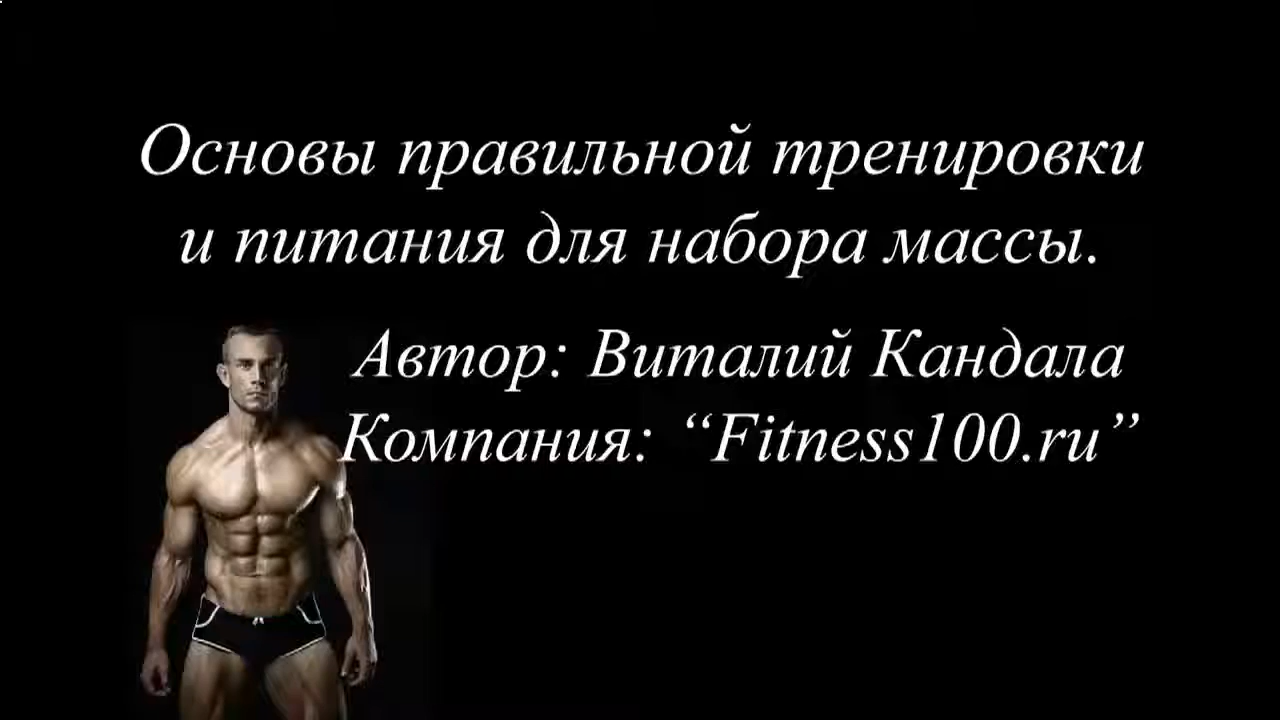 Основы правильной тренировки
и питания для набора массы.
Автор: Виталий Кандала
Компания: “Fitness100.ru”